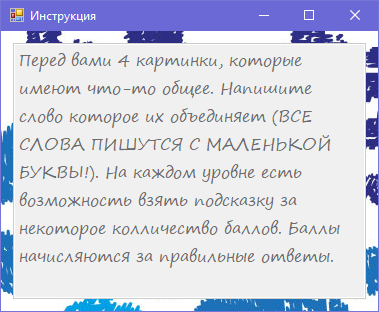 Инструкция
Перед вами 4 картинки, которые
имеют что-то общее. Напишите
слово которое их объединяет (ВСЕ
СЛОВА ПИШУТСЯ С МАЛЕНЬКОЙ
БУКВЫ!). На каждом уровне есть
возможность взять подсказку за
некоторое колличество баллов. Баллы
начисляются за правильные ответы.